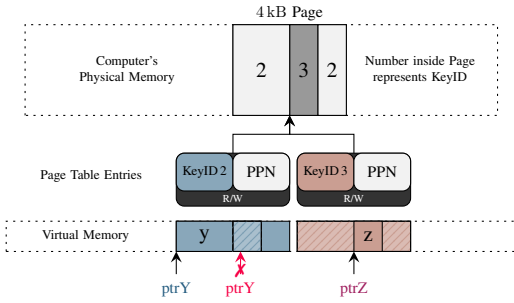 4 kB Page
Computer's
Physical Memory
2
3
2
Number inside Page
represents KeyID
Page Table Entries
KeyID 2
PPN
R/W
KeyID 3
PPN
R/W
Virtual Memory
y
z
ptrY
ptrY
ptrZ